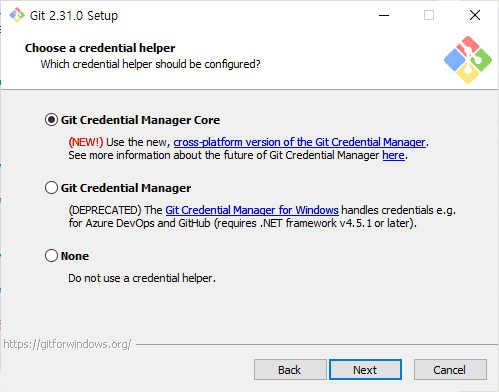 Git 2.31.0 Setup
Choose a credential helper
Which credential helper should be configured?
Git Credential Manager Core
(NEW!) Use the new, cross-platform version of the Git Credential Manager.
See more information about the future of Git Credential Manager here.
Git Credential Manager
(DEPRECATED) The Git Credential Manager for Windows handles credentials e.g.
for Azure DevOps and GitHub (requires .NET framework v4.5.1 or later).
None
Do not use a credential helper.
https://gitforwindows.org/
Back
Next
Cancel